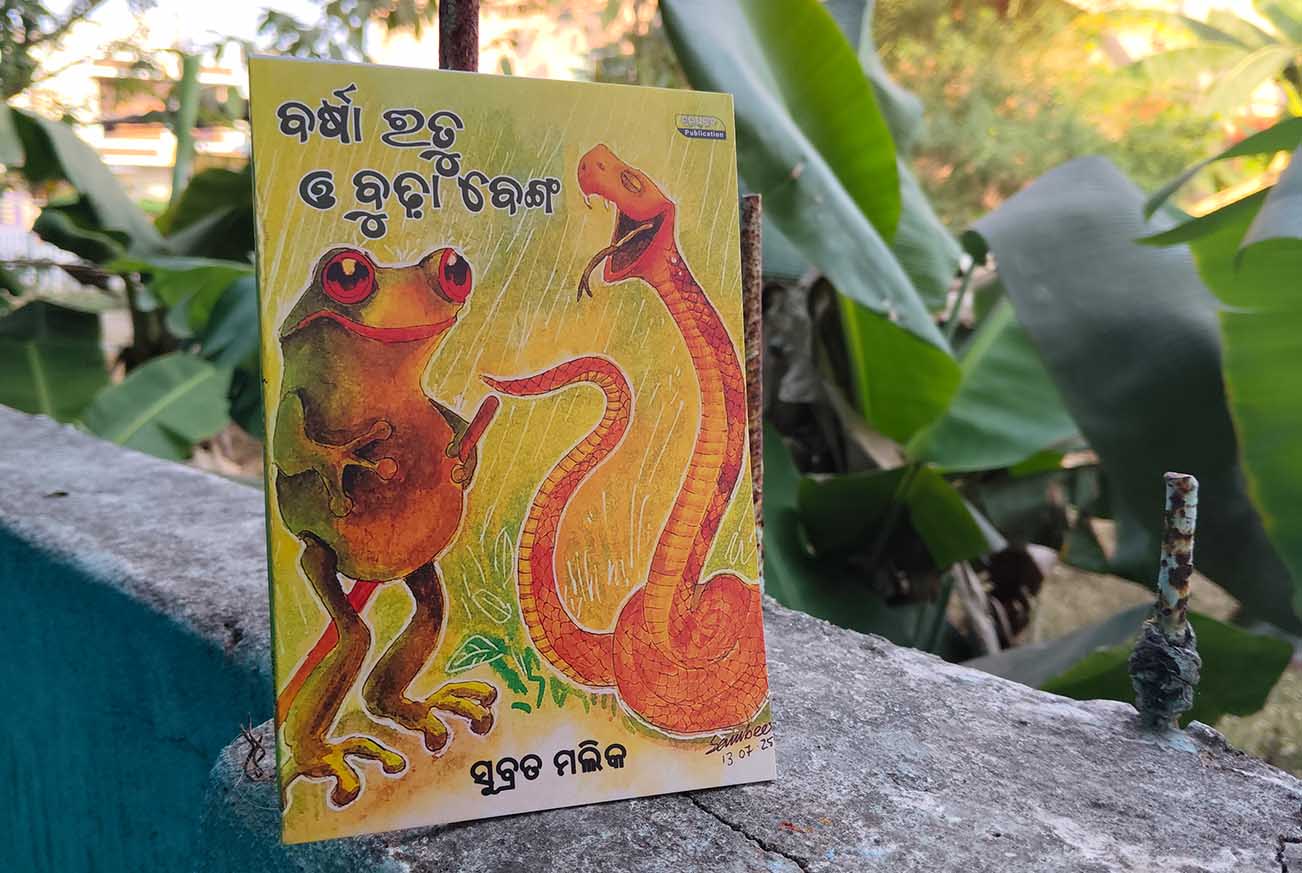 ବର୍ଷା ଋତୁ
ଓ ବୁଢ଼ା ବେଙ୍ଗ
Publication
ସୁବ୍ରତ ମଲିକ
13 07 25